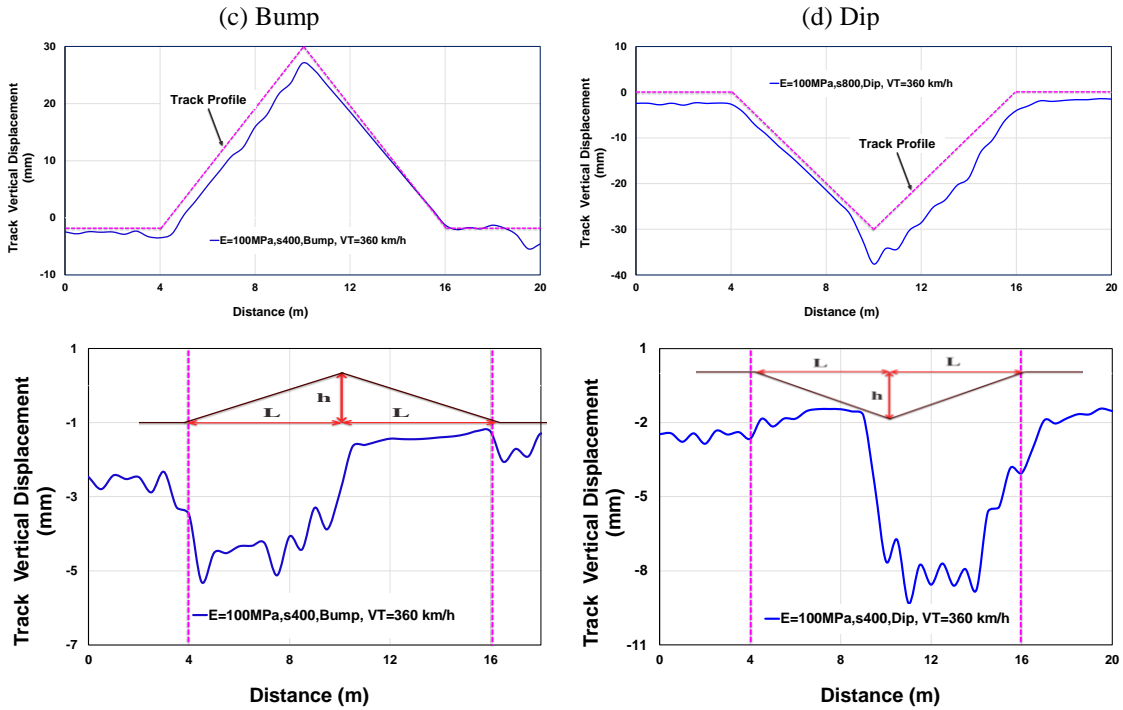 (c) Bump
(d) Dip
30
20
10
0
-10
Track Vertical Displacement
(mm)
Track Profile
E=100MPa,s400,Bump, VT=360 km/h
0
4
8
12
16
20
Distance (m)
10
0
-10
-20
-30
-40
Track Vertical Displacement
(mm)
E=100MPa,s800,Dip, VT=360 km/h
Track Profile
0
4
8
12
16
20
Distance (m)
1
-1
-3
-5
-7
Track Vertical Displacement
(mm)
h
L
L
E=100MPa,s400,Bump, VT=360 km/h
0
4
8
12
16
Distance (m)
1
-2
-5
-8
-11
Track Vertical Displacement
(mm)
L
L
h
E=100MPa,s400,Dip, VT=360 km/h
0
4
8
12
16
20
Distance (m)